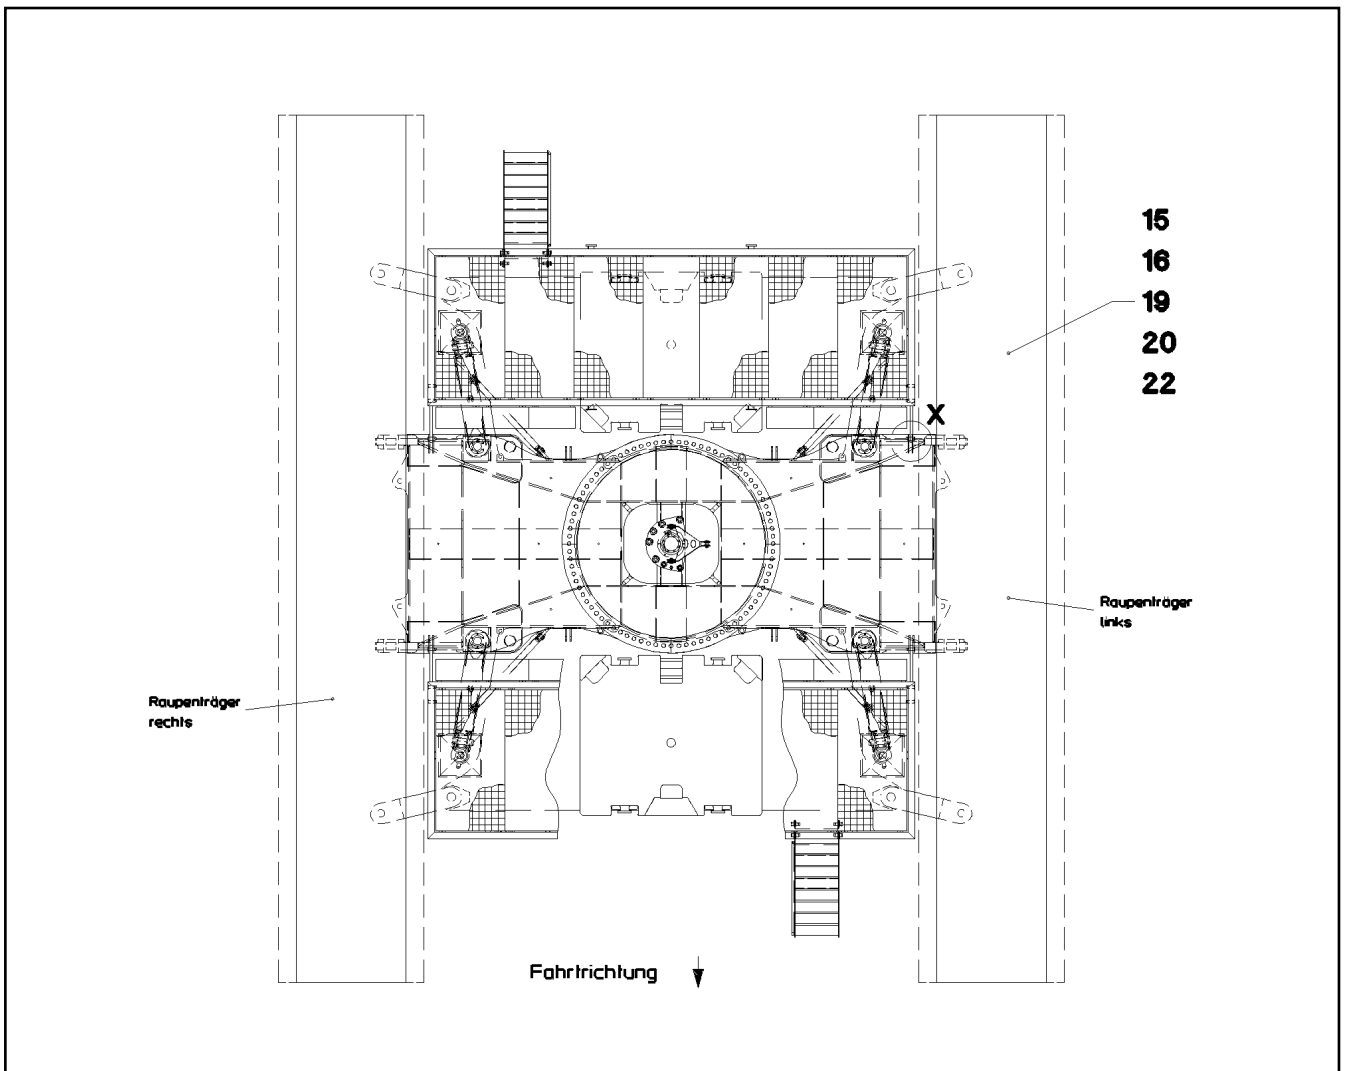 15
16
19
20
22
X
Raupenträger
links
Raupenträger
rechts
Fahrtrichtung